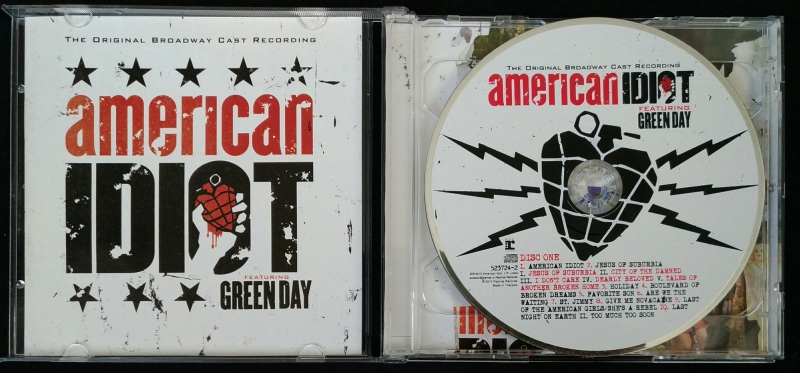 THE ORIGINAL BROADWAY CAST RECORDING
american
IDIOT
FEATURING
GREEN DAY
THE ORIGINAL BROADWAY CAST RECORDING
american IDIOT
FEATURING
GREEN DAY
DISC ONE
523724-2
1. AMERICAN IDIOT 2. JESUS OF SUBURBIA
I. JESUS OF SUBURBIA II. CITY OF THE DAMNED
III. I DON'T CARE IV. DEARLY BELOVED V. TALES OF
ANOTHER BROKEN HOME 3. HOLIDAY 4. BOULEVARD OF
BROKEN DREAMS 5. FAVORITE SON 6. ARE WE THE
WAITING 7. ST. JIMMY 8. GIVE ME NOVACAINE 9. LAST
OF THE AMERICAN GIRLS/SHE'S A REBEL 10. LAST
NIGHT ON EARTH 11. TOO MUCH TOO SOON